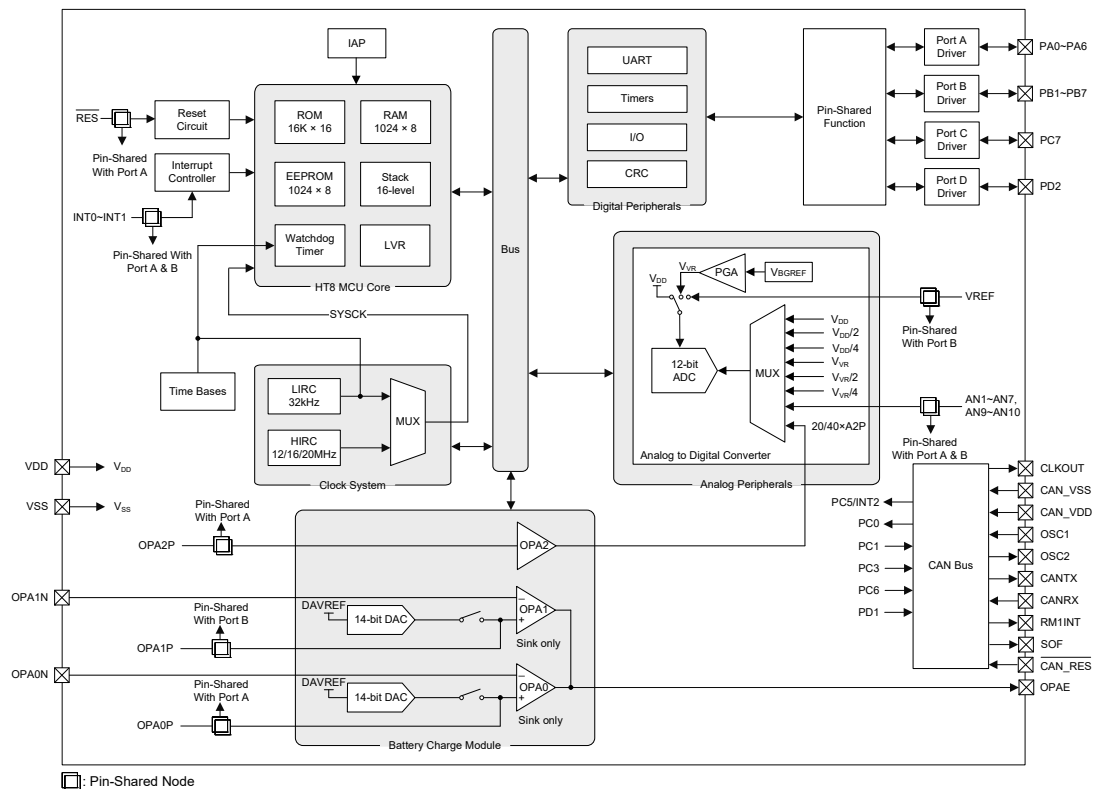 IAP
RES
Reset
Circuit
Pin-Shared
With Port A
Interrupt
Controller
INT0~INT1
Pin-Shared With
Port A & B
ROM
16K × 16
RAM
1024 × 8
EEPROM
1024 × 8
Stack
16-level
Watchdog
Timer
LVR
HT8 MCU Core
SYSCK
Time Bases
LIRC
32kHz
HIRC
12/16/20MHz
MUX
Clock System
Bus
UART
Timers
I/O
CRC
Digital Peripherals
Pin-Shared
Function
Port A
Driver
Port B
Driver
Port C
Driver
Port D
Driver
PA0~PA6
PB1~PB7
PC7
PD2
VDD
VVR
PGA
VBGREF
12-bit
ADC
MUX
VDD
VDD/2
VDD/4
VVR
VVR/2
VVR/4
20/40×A2P
Analog to Digital Converter
Analog Peripherals
VREF
Pin-Shared
With Port B
AN1~AN7,
AN9~AN10
Pin-Shared
With Port A & B
VDD
VDD
VSS
VSS
Pin-Shared
With Port A
OPA2P
OPA2
OPA1N
Pin-Shared
With Port B
OPA1P
DAVREF
14-bit DAC
OPA1
–
+
Sink only
OPA0N
Pin-Shared
With Port A
OPA0P
DAVREF
14-bit DAC
OPA0
–
+
Sink only
Battery Charge Module
PC5/INT2
PC0
PC1
PC3
PC6
PD1
CAN Bus
CLKOUT
CAN_VSS
CAN_VDD
OSC1
OSC2
CANTX
CANRX
RM1INT
SOF
CAN_RES
OPAE
: Pin-Shared Node